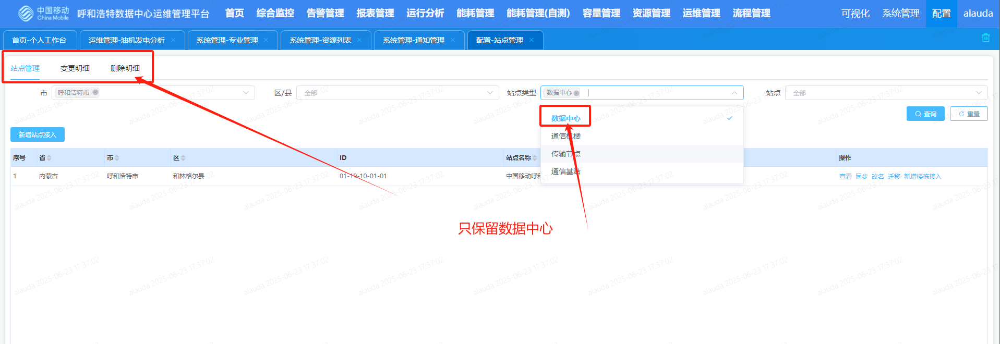 中国移动
China Mobile
呼和浩特数据中心运维管理平台 首页 综合监控 告警管理 报表管理 运行分析 能耗管理 能耗管理(自测) 容量管理 资源管理 运维管理 流程管理 可视化 系统管理 配置 alauda
首页-个人工作台 运维管理-油机发电分析 × 系统管理-专业管理 × 系统管理-资源列表 × 系统管理-通知管理 × 配置-站点管理 ×
站点管理 变更明细 删除明细
市 呼和浩特市 区/县 全部 站点类型 数据中心 站点 全部
查询 重置
数据中心
通信机楼
传输节点
通信基站
新增站点接入
序号 省 市 区 ID 站点名称 操作
1 内蒙古 呼和浩特市 和林格尔县 01-19-10-01-01 中国移动呼和 查看 同步 改名 迁移 新增楼栋接入
只保留数据中心
alauda 2025-06-23 17:37:02